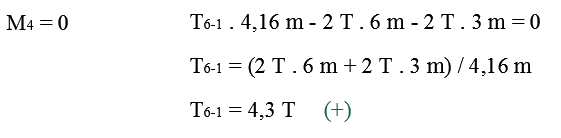 M4 = 0 T6-1 . 4,16 m - 2 T . 6 m - 2 T . 3 m = 0
T6-1 = (2 T . 6 m + 2 T . 3 m) / 4,16 m
T6-1 = 4,3 T (+)